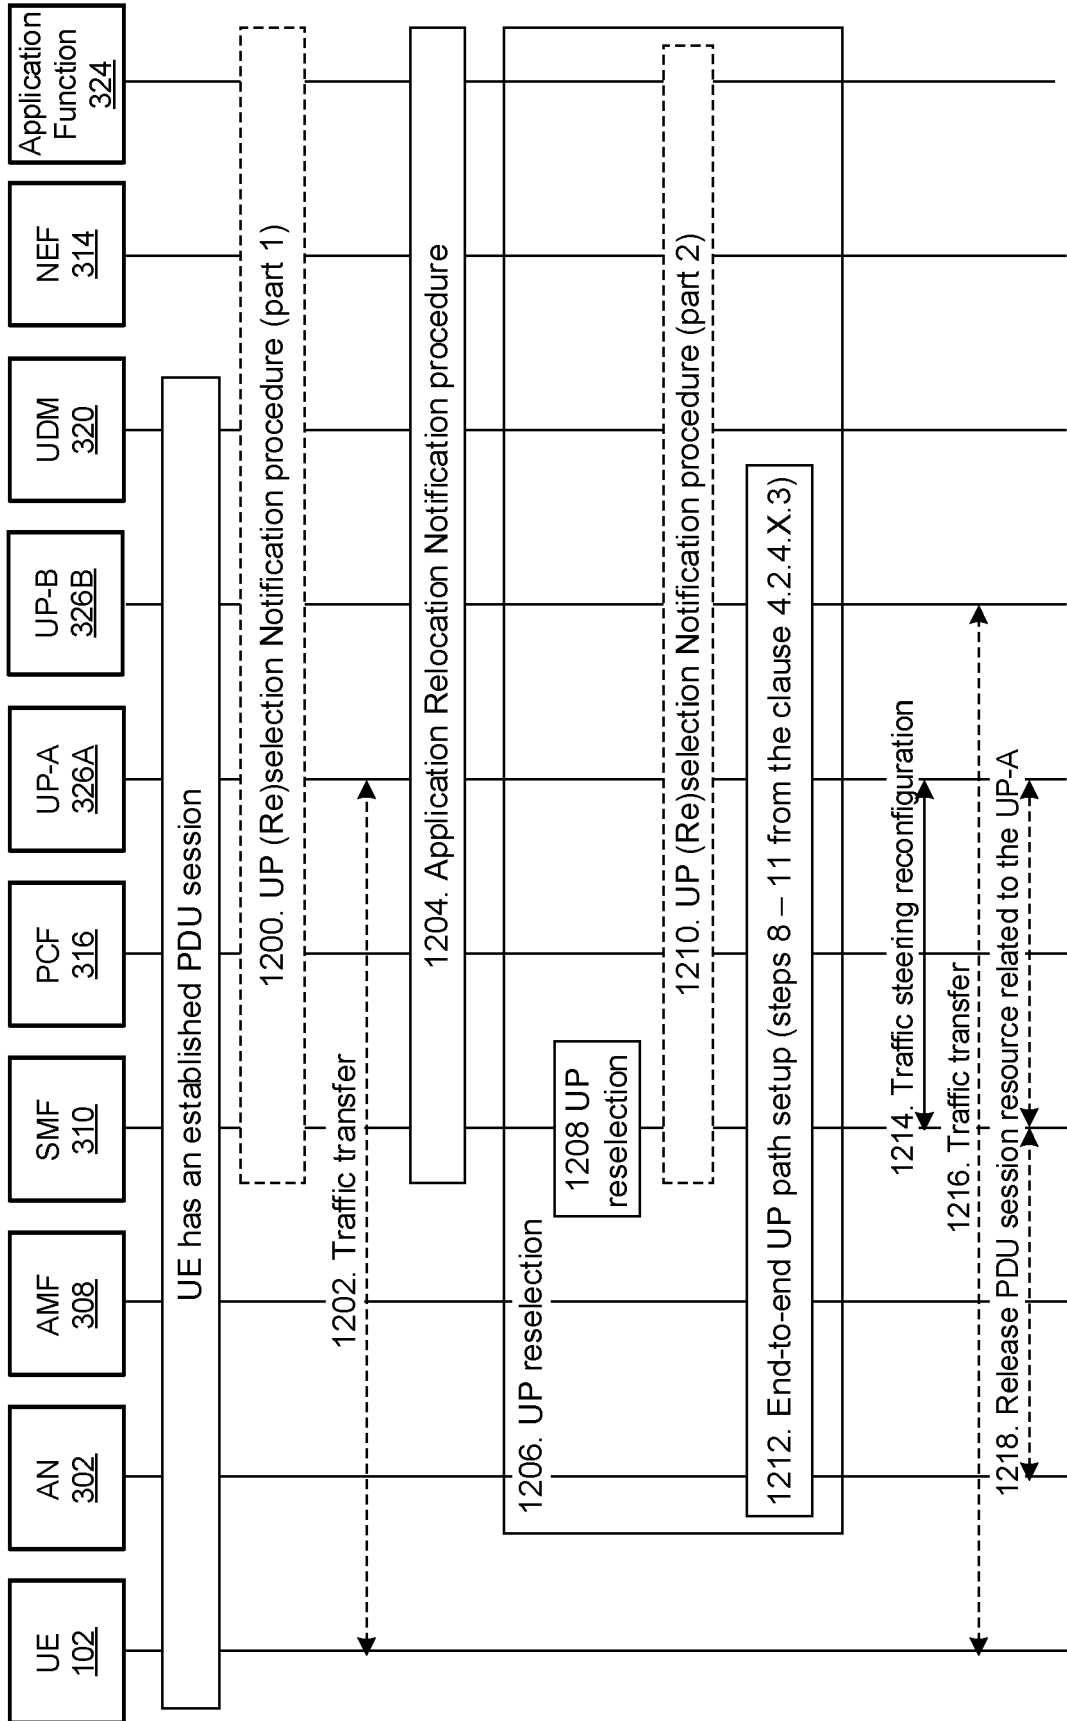 UE
102
AN
302
AMF
308
SMF
310
PCF
316
UP-A
326A
UP-B
326B
UDM
320
NEF
314
Application
Function
324
UE has an established PDU session
1200. UP (Re)selection Notification procedure (part 1)
1202. Traffic transfer
1204. Application Relocation Notification procedure
1206. UP reselection
1208 UP
reselection
1210. UP (Re)selection Notification procedure (part 2)
1212. End-to-end UP path setup (steps 8 – 11 from the clause 4.2.4.X.3)
1214. Traffic steering reconfiguration
1216. Traffic transfer
1218. Release PDU session resource related to the UP-A